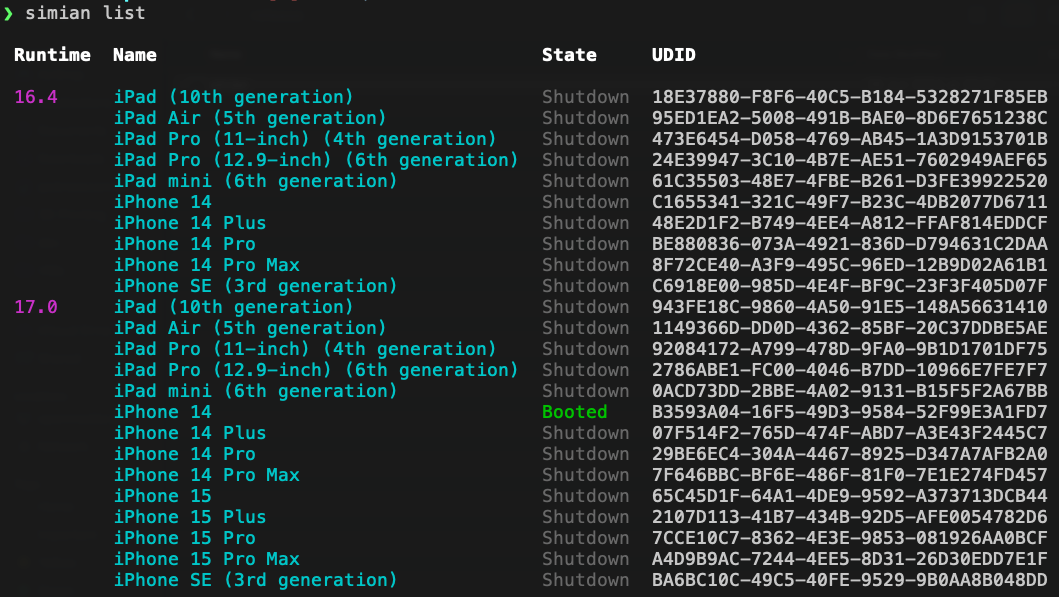 ❯ simian list
Runtime Name State UDID
16.4 iPad (10th generation) Shutdown 18E37880-F8F6-40C5-B184-5328271F85EB
iPad Air (5th generation) Shutdown 95ED1EA2-5008-491B-BAE0-8D6E7651238C
iPad Pro (11-inch) (4th generation) Shutdown 473E6454-D058-4769-AB45-1A3D9153701B
iPad Pro (12.9-inch) (6th generation) Shutdown 24E39947-3C10-4B7E-AE51-7602949AEF65
iPad mini (6th generation) Shutdown 61C35503-48E7-4FBE-B261-D3FE39922520
iPhone 14 Shutdown C1655341-321C-49F7-B23C-4DB2077D6711
iPhone 14 Plus Shutdown 48E2D1F2-B749-4EE4-A812-FFAF814EDDCF
iPhone 14 Pro Shutdown BE880836-073A-4921-836D-D794631C2DAA
iPhone 14 Pro Max Shutdown 8F72CE40-A3F9-495C-96ED-12B9D02A61B1
iPhone SE (3rd generation) Shutdown C6918E00-985D-4E4F-BF9C-23F3F405D07F
17.0 iPad (10th generation) Shutdown 943FE18C-9860-4A50-91E5-148A56631410
iPad Air (5th generation) Shutdown 1149366D-DD0D-4362-85BF-20C37DDBE5AE
iPad Pro (11-inch) (4th generation) Shutdown 92084172-A799-478D-9FA0-9B1D1701DF75
iPad Pro (12.9-inch) (6th generation) Shutdown 2786ABE1-FC00-4046-B7DD-10966E7FE7F7
iPad mini (6th generation) Shutdown 0ACD73DD-2BBE-4A02-9131-B15F5F2A67BB
iPhone 14 Booted B3593A04-16F5-49D3-9584-52F99E3A1FD7
iPhone 14 Plus Shutdown 07F514F2-765D-474F-ABD7-A3E43F2445C7
iPhone 14 Pro Shutdown 29BE6EC4-304A-4467-8925-D347A7AFB2A0
iPhone 14 Pro Max Shutdown 7F646BBC-BF6E-486F-81F0-7E1E274FD457
iPhone 15 Shutdown 65C45D1F-64A1-4DE9-9592-A373713DCB44
iPhone 15 Plus Shutdown 2107D113-41B7-434B-92D5-AFE0054782D6
iPhone 15 Pro Shutdown 7CCE10C7-8362-4E3E-9853-081926AA0BCF
iPhone 15 Pro Max Shutdown A4D9B9AC-7244-4EE5-8D31-26D30EDD7E1F
iPhone SE (3rd generation) Shutdown BA6BC10C-49C5-40FE-9529-9B0AA8B048DD